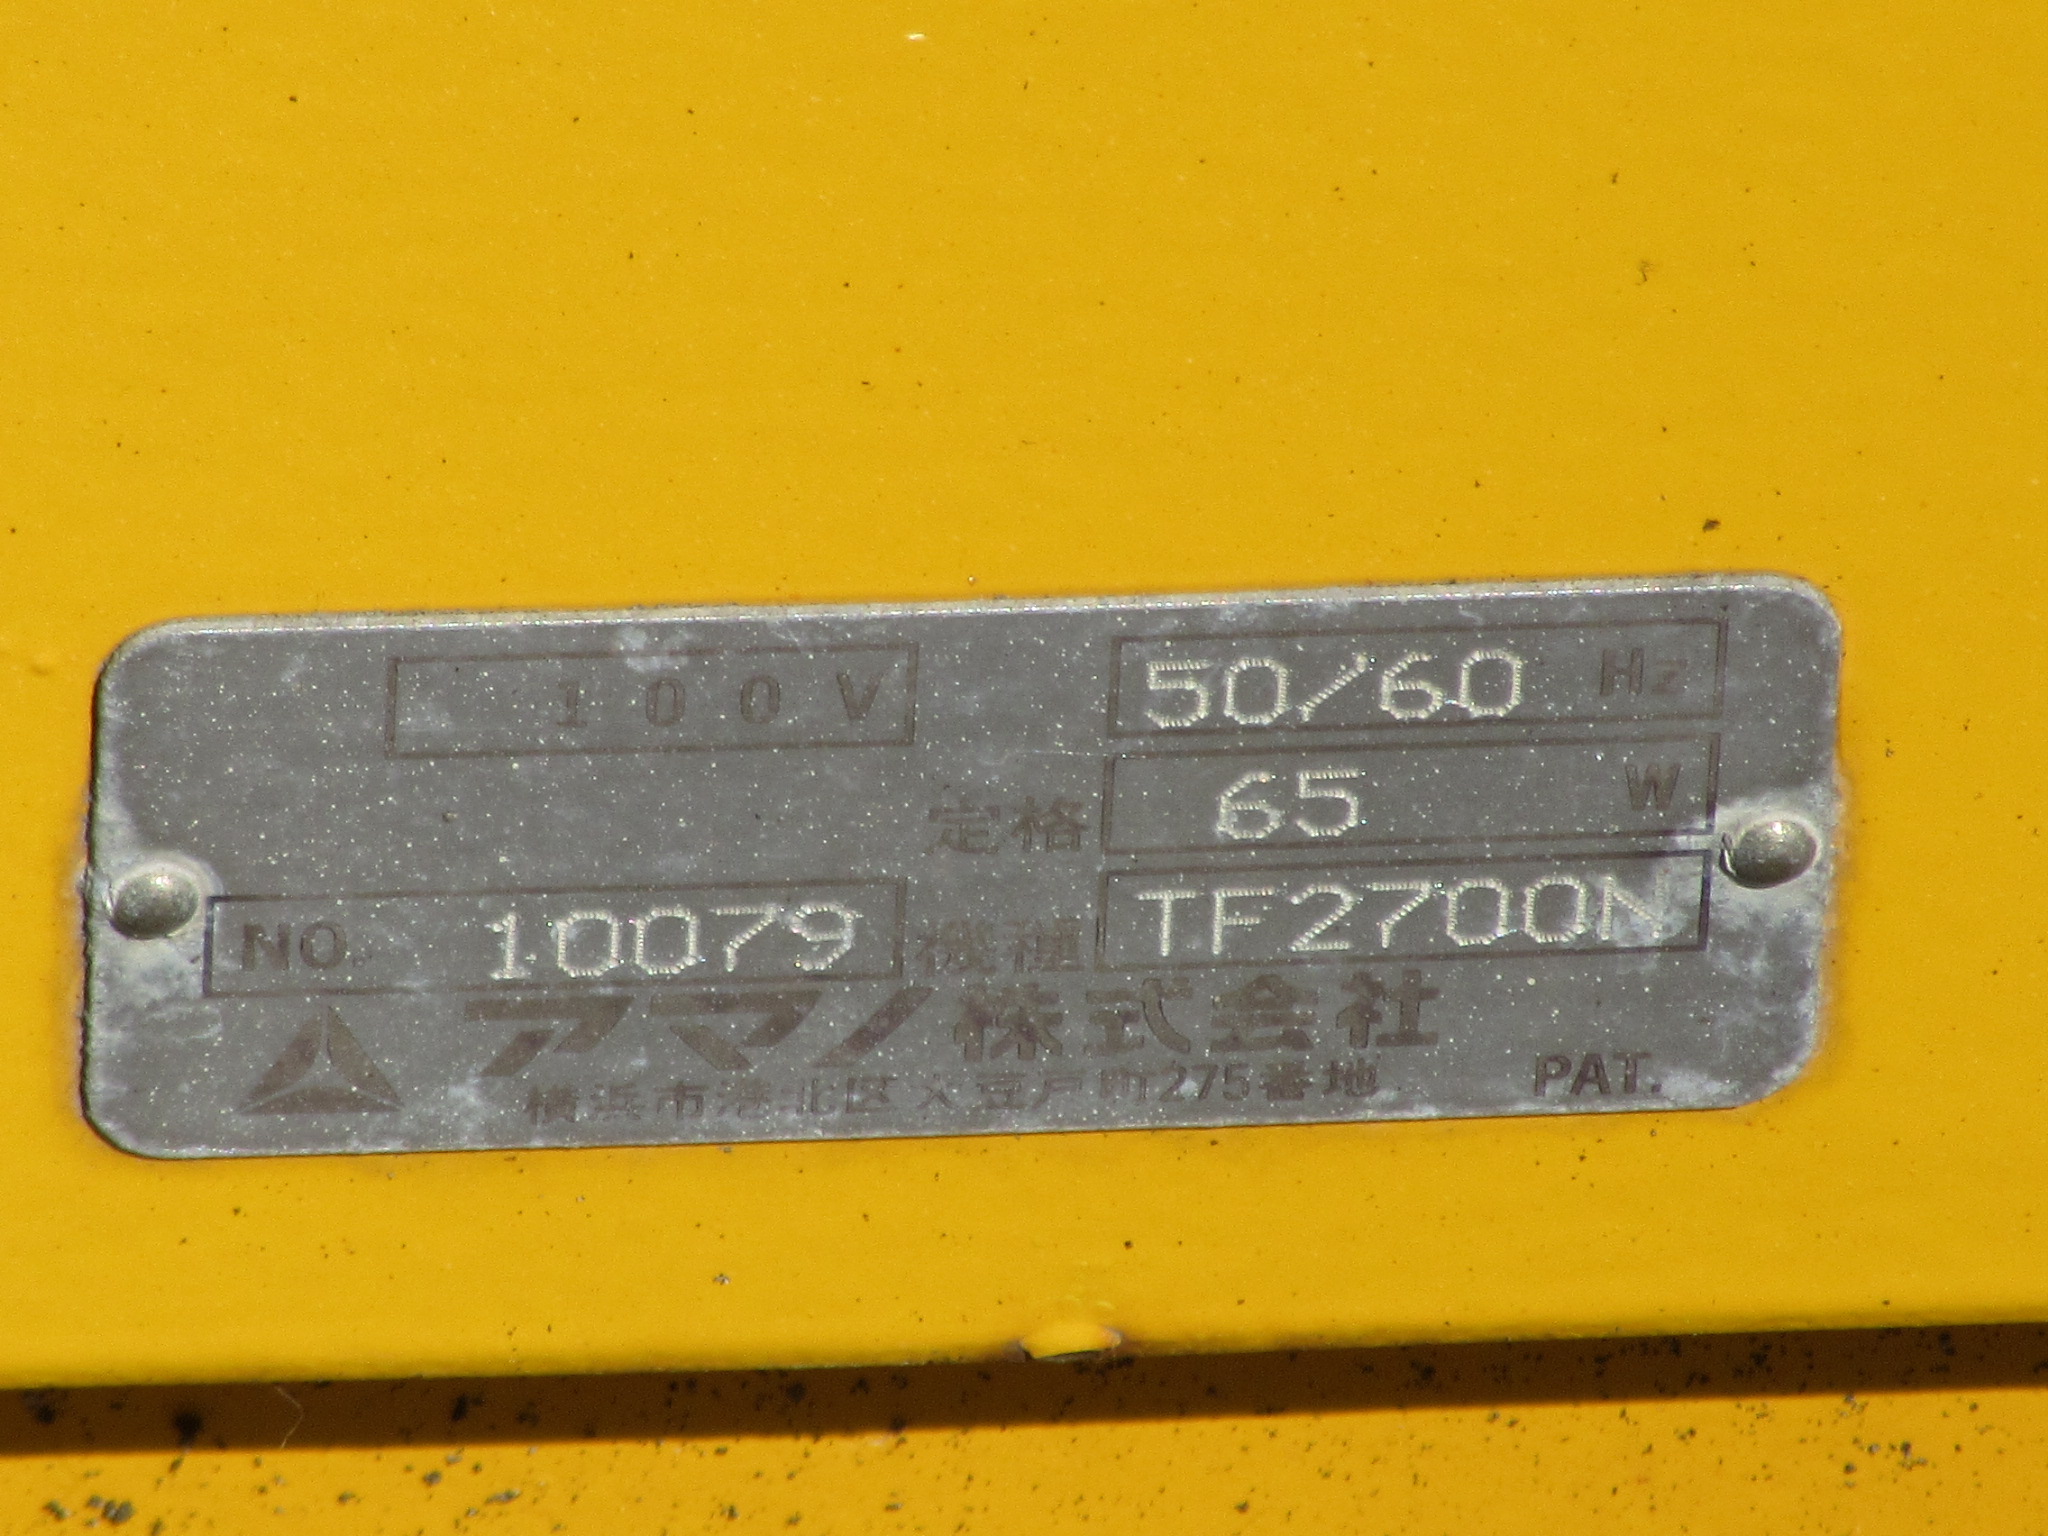 100V
50/60 Hz
定格 65 W
NO. 10079
機種 TF2700N
アマノ株式会社
横浜市港北区大豆戸町275番地
PAT.